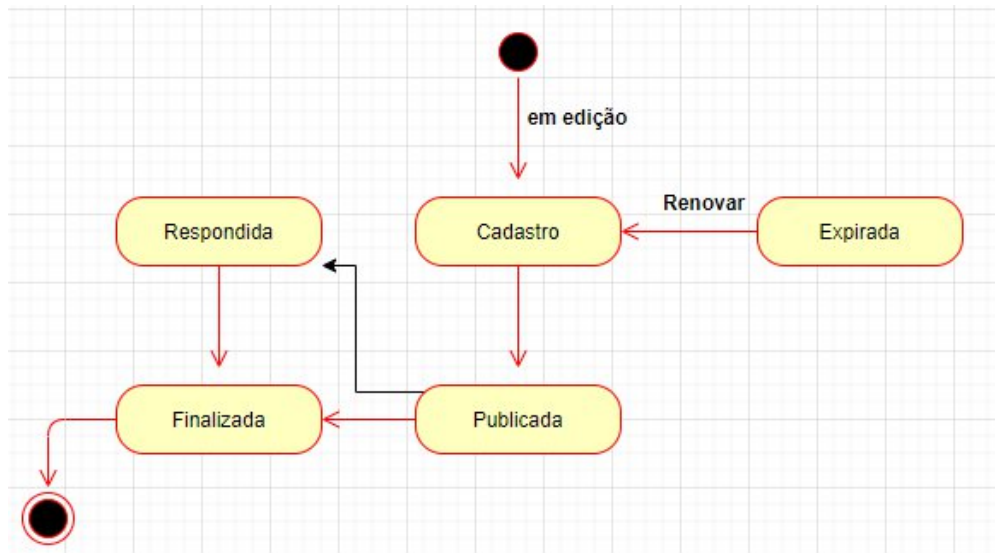 em edição
Renovar
Respondida
Cadastro
Expirada
Finalizada
Publicada